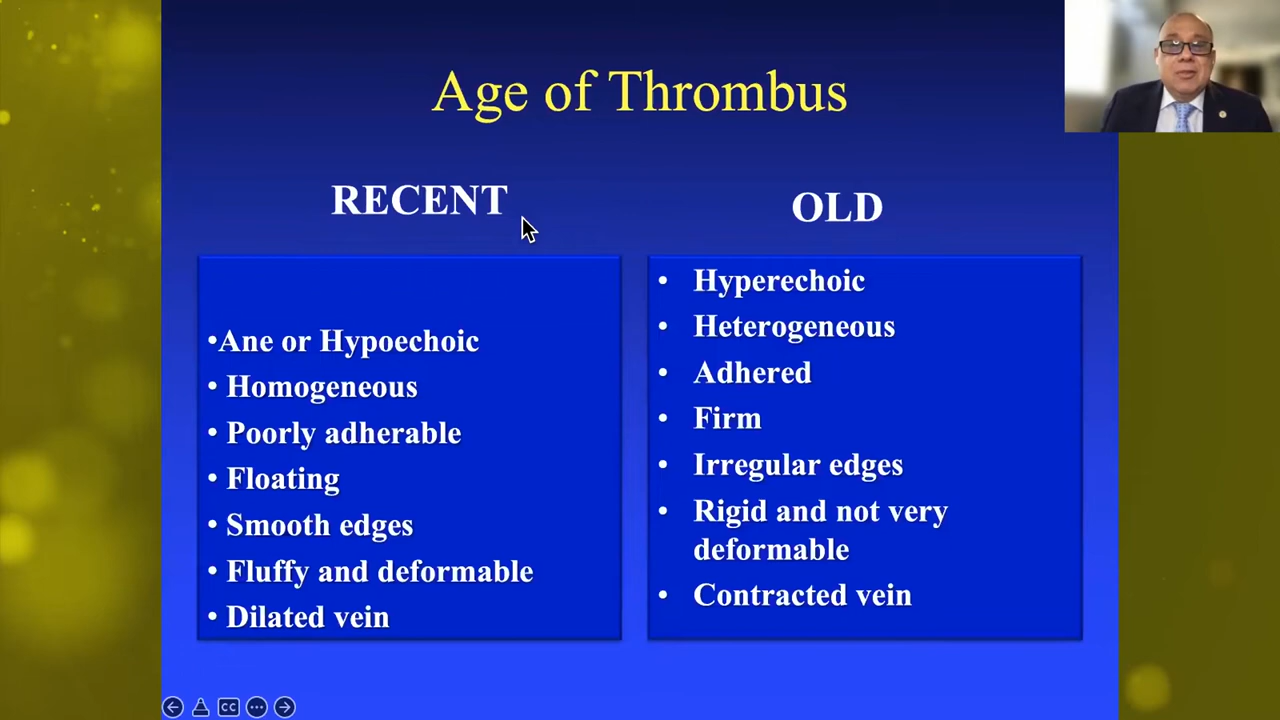 Age of Thrombus
RECENT
•Ane or Hypoechoic
• Homogeneous
• Poorly adherable
• Floating
• Smooth edges
• Fluffy and deformable
• Dilated vein
OLD
• Hyperechoic
• Heterogeneous
• Adhered
• Firm
• Irregular edges
• Rigid and not very
deformable
• Contracted vein
CC